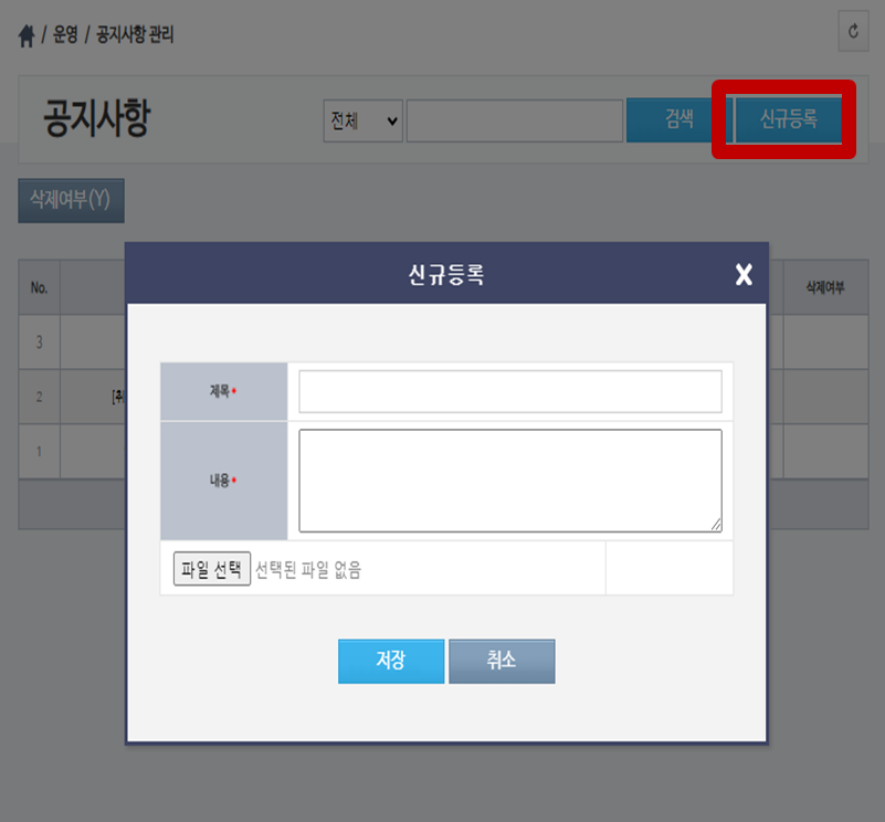 / 운영 / 공지사항 관리
공지사항 전체 검색 신규등록
삭제여부(Y)
신규등록 X
No. 삭제여부
3
제목•
2 [취
1
내용•
파일 선택 선택된 파일 없음
저장 취소